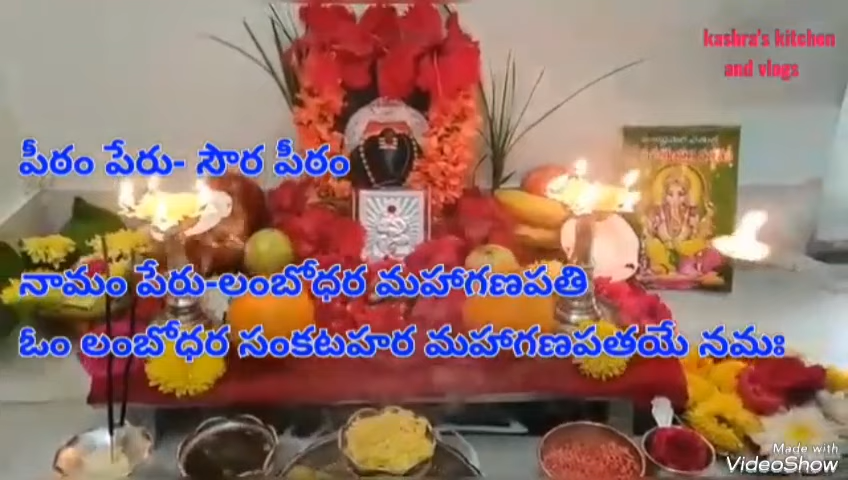 kashra's kitchen
and vlogs
పీఠం పేరు- సౌర పీఠం
నామం పేరు-లంబోధర మహాగణపతి
ఓం లంబోధర సంకటహర మహాగణపతయే నమః
Made with
VideoShow